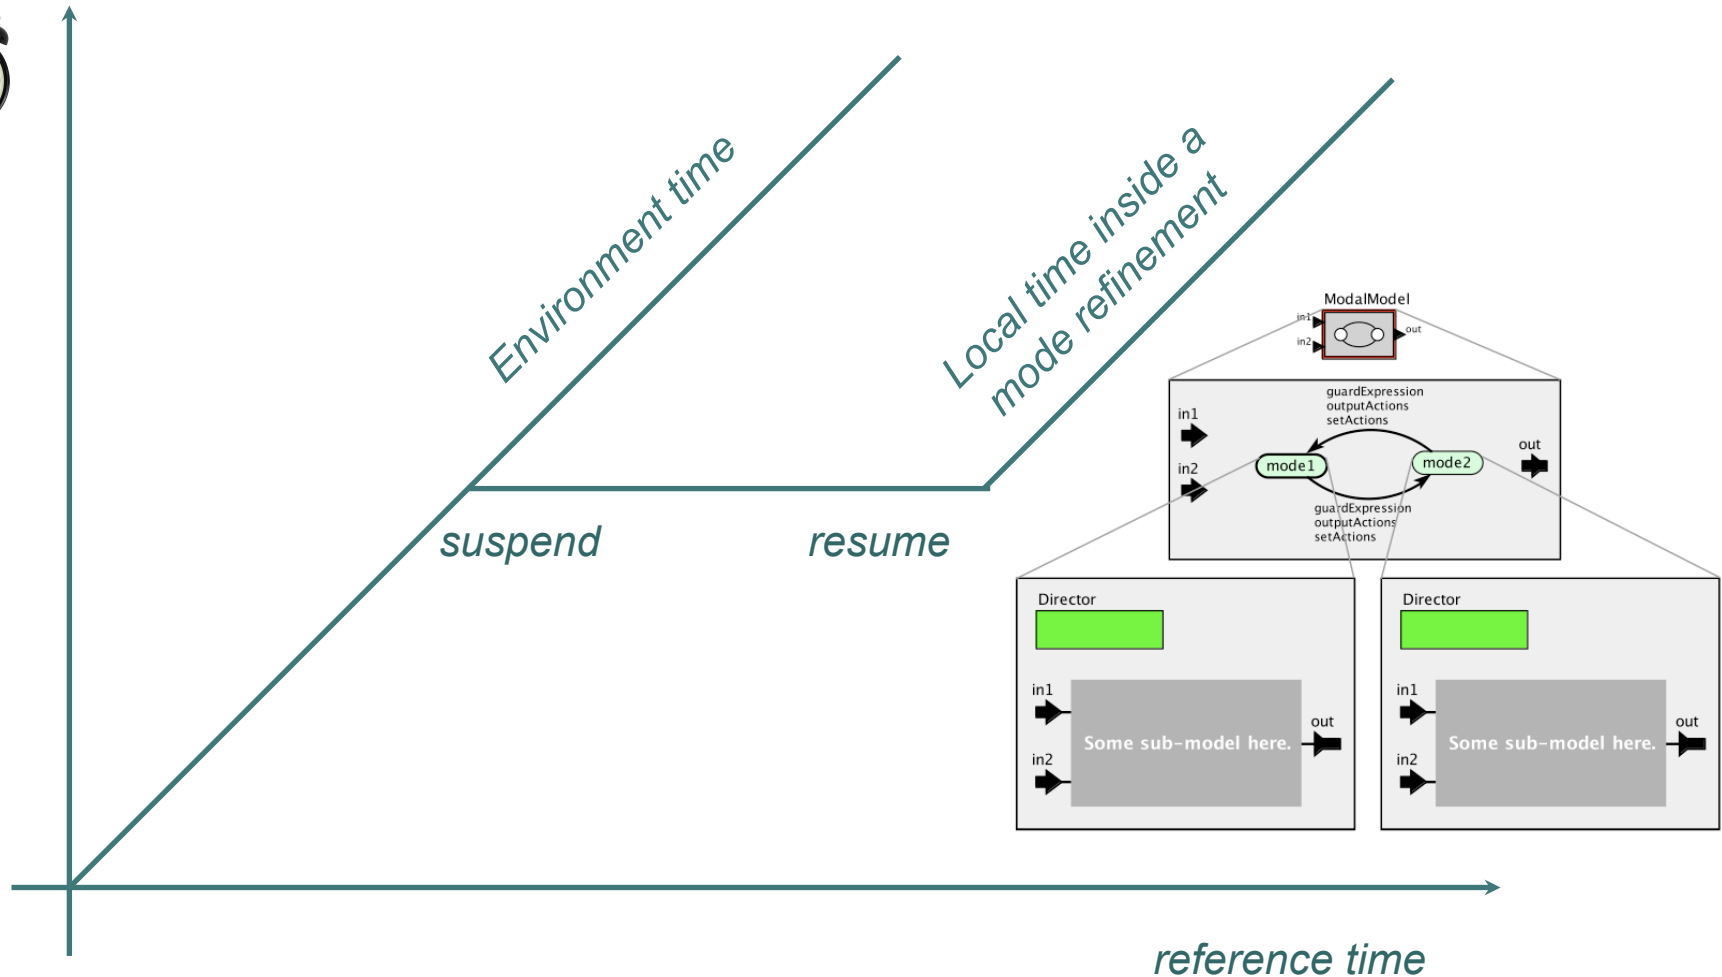 Environment time
Local time inside a
mode refinement
suspend
resume
reference time
ModalModel
in1
in2
out
guardExpression
outputActions
setActions
in1
in2
out
mode1
mode2
guardExpression
outputActions
setActions
Director
in1
in2
Some sub-model here.
out
Director
in1
in2
Some sub-model here.
out